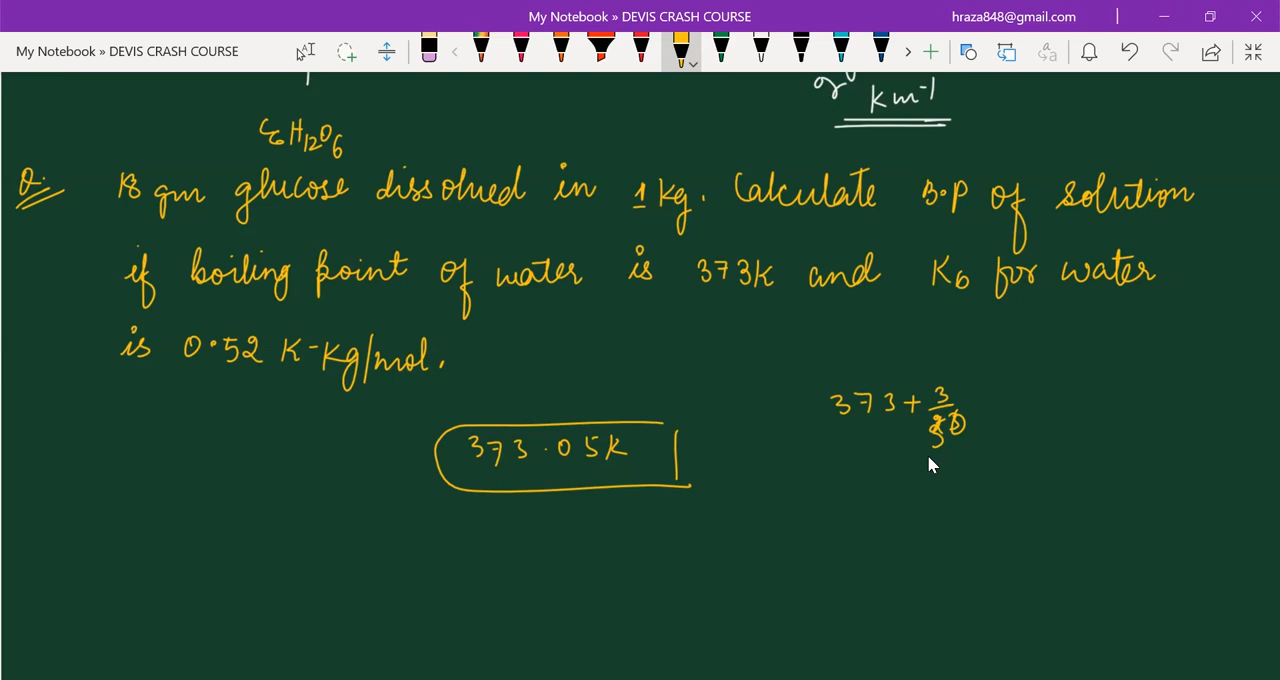 My Notebook » DEVIS CRASH COURSE
hraza848@gmail.com
My Notebook » DEVIS CRASH COURSE
K m⁻¹
C6H12O6
Q. 18 gm glucose dissolved in 1 kg. Calculate B.P of solution
if boiling point of water is 373K and Kb for water
is 0.52 K-Kg/mol.
373 + 3
373.05K